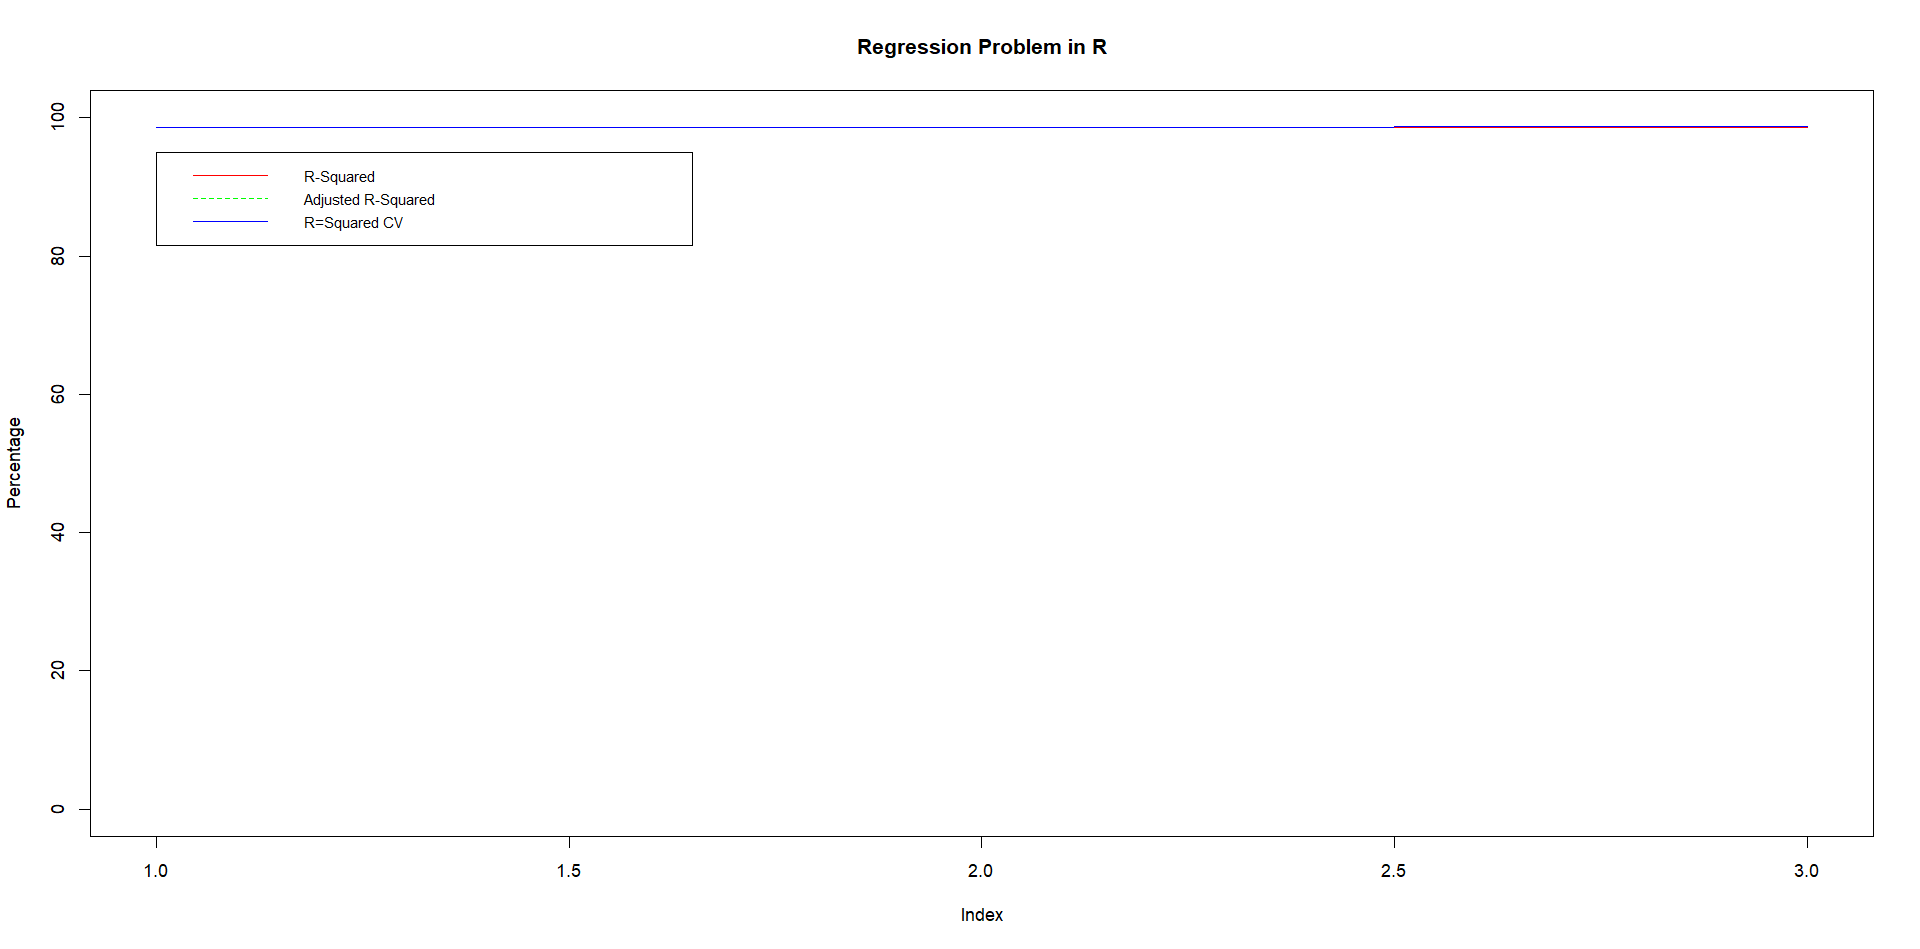 Regression Problem in R
100
R-Squared
Adjusted R-Squared
R=Squared CV
80
60
Percentage
40
20
0
1.0 1.5 2.0 2.5 3.0
Index